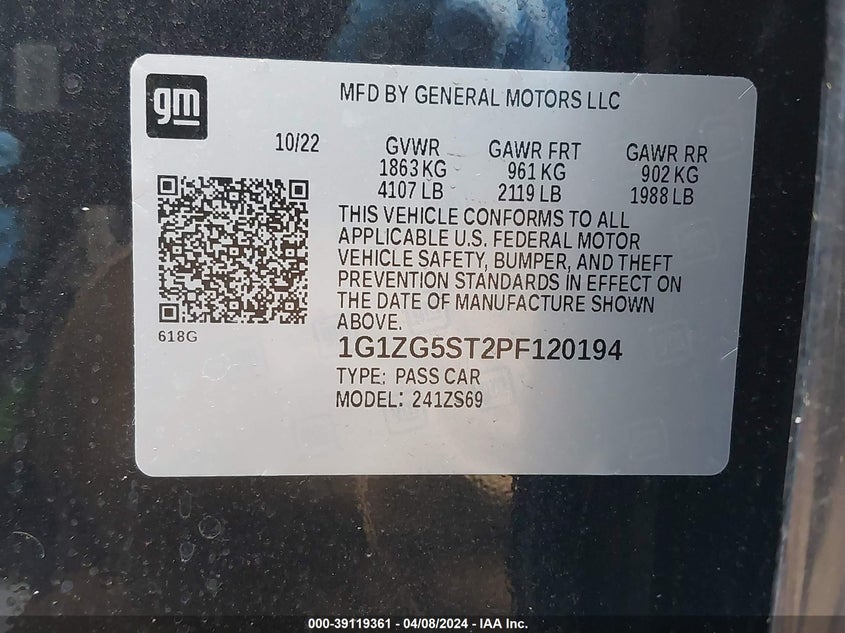 gm
MFD BY GENERAL MOTORS LLC
10/22
GVWR GAWR FRT GAWR RR
1863 KG 961 KG 902 KG
4107 LB 2119 LB 1988 LB
THIS VEHICLE CONFORMS TO ALL
APPLICABLE U.S. FEDERAL MOTOR
VEHICLE SAFETY, BUMPER, AND THEFT
PREVENTION STANDARDS IN EFFECT ON
THE DATE OF MANUFACTURE SHOWN
ABOVE.
618G
1G1ZG5ST2PF120194
TYPE: PASS CAR
MODEL: 241ZS69
000-39119361 - 04/08/2024 - IAA Inc.